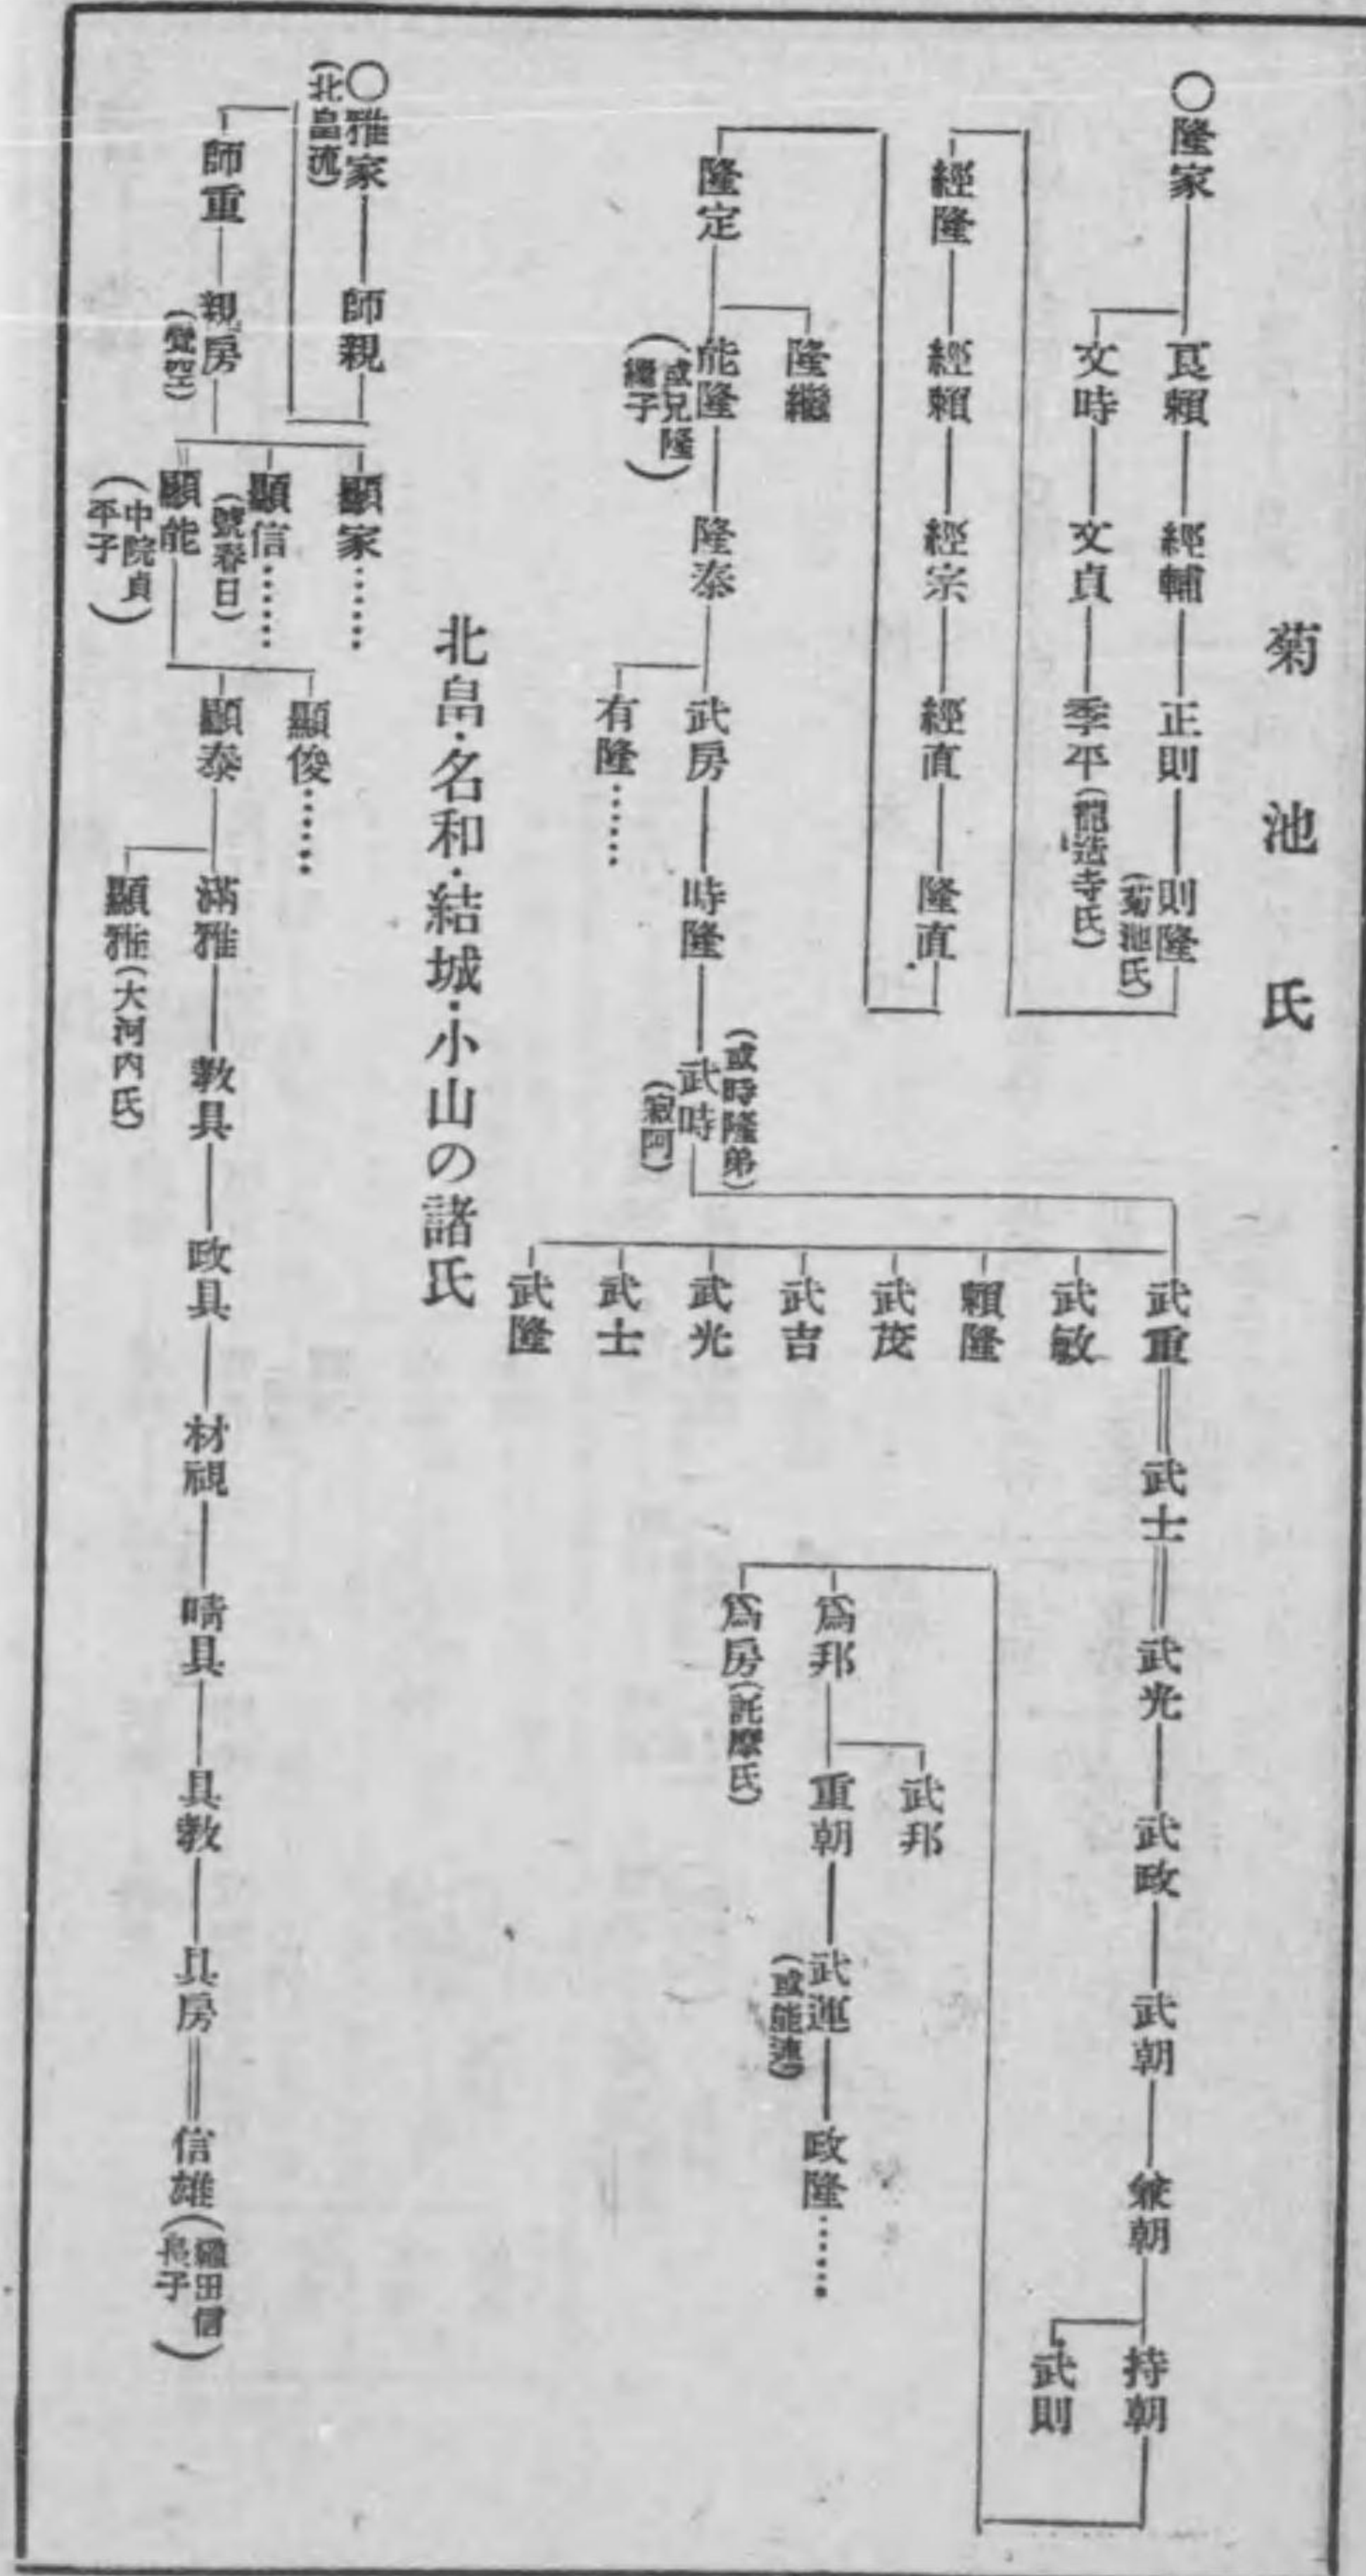 菊池氏
○隆家
良賴
經輔
正則
則隆
(菊池氏)
文時
文貞
季平(龍造寺氏)
經隆
經賴
經宗
經直
隆直
隆繼
隆定
能隆
(或兄隆
繼子)
隆泰
武房
時隆
(或時隆弟)
武時
(寂阿)
有隆……
武重
武士
武光
武政
武朝
兼朝
持朝
武則
武敏
賴隆
武茂
武吉
武光
武士
武隆
爲邦
爲房(託摩氏)
武邦
重朝
武運
(或能運)
政隆……
北畠·名和·結城·小山の諸氏
○雅家
(北畠流)
師親
師重
親房
(覺空)
顯家……
顯信……
(號春日)
顯能
(中院貞
平子)
顯俊……
顯泰
滿雅
教具
政具
材親
晴具
具教
具房
信雄
(織田信
長子)
顯雅(大河內氏)